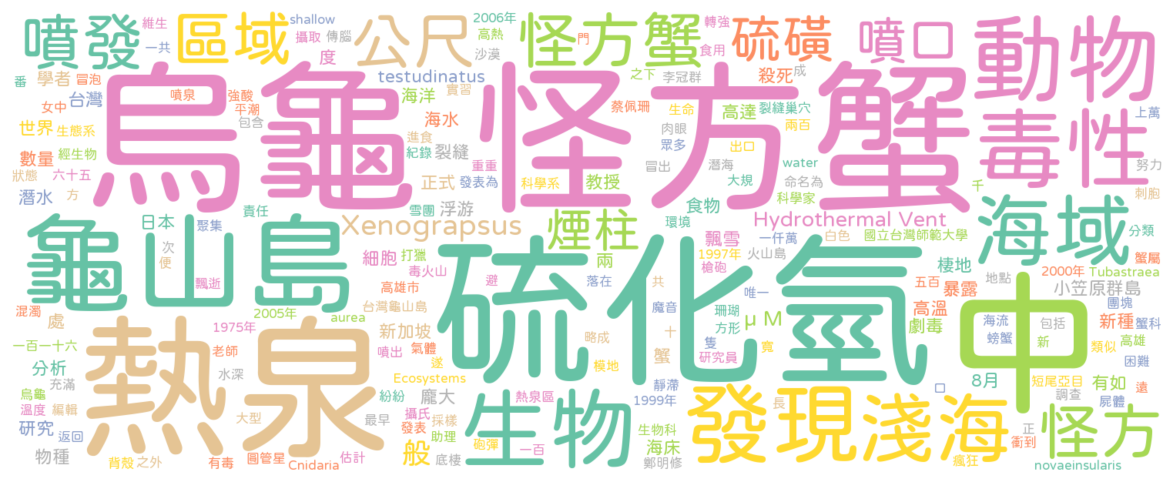 噴發 區域 shallow 公尺 2006年 怪方蟹 轉強 硫磺 噴口 動物
維生 一共 攝取 傳腦 度 高熱 沙漠 門 食用 殺死 成
番 學者 冒泡 testudinatus 之下 李冠群
台灣 噴泉 強酸 海洋 實習 蔡佩珊 生命 高達 裂縫巢穴 上萬
女中 平潮 包含 海水 肉眼 兩百
烏龜 怪方蟹 毒性
世界 生態系 進食 眾多 出口
數量 經生物 紀錄 裂縫 重重 冒出 潛海 water 努力
狀態 六十五 正式 發表為 科學系 教授 大規 命名為 千
潛水 方 科學家 刺胞
龜山島 日本 聚集 責任 雪團 浮游 煙柱 食物 環境 Hydrothermal Vent 海域
Xenograpsus 飄雪 一仟萬 白色 國立台灣師範大學 分類
次 便 細胞 打獵 兩 1997年 火山島 棲地 2000年 Tubastraea 蟹屬
飄逝 毒火山 避 槍砲 地點
硫化氫 中
高雄市 落在 共 魔音 唯一 五百 暴露 小笠原群島
混濁 2005年 台灣龜山島 珊瑚 高溫 團塊
處 1975年 aurea 新加坡 十 方形 μM 劇毒 海流 包括 新種 蟹科
熱泉
一百一十六 老師 氣體 略成 隻 螃蟹 新 高雄
分析 水深 噴出 遂 模地 蟹 研究員 寬 類似
充滿 Ecosystems 靜滯 8月 短尾亞目 有如 困難
烏龜 紛紛 龐大 熱泉區 1999年 口 調查 屍體 遠
生物 發現淺海 怪方
溫度 編輯 大型 最早 攝氏 採樣 生物科 長
研究 發表 助理 砲彈 海床 正
返回 圓管星 般 一百 衝到
物種 背殼 之外 有毒 Cnidaria 估計 底棲 鄭明修 瘋狂 novaeinsularis